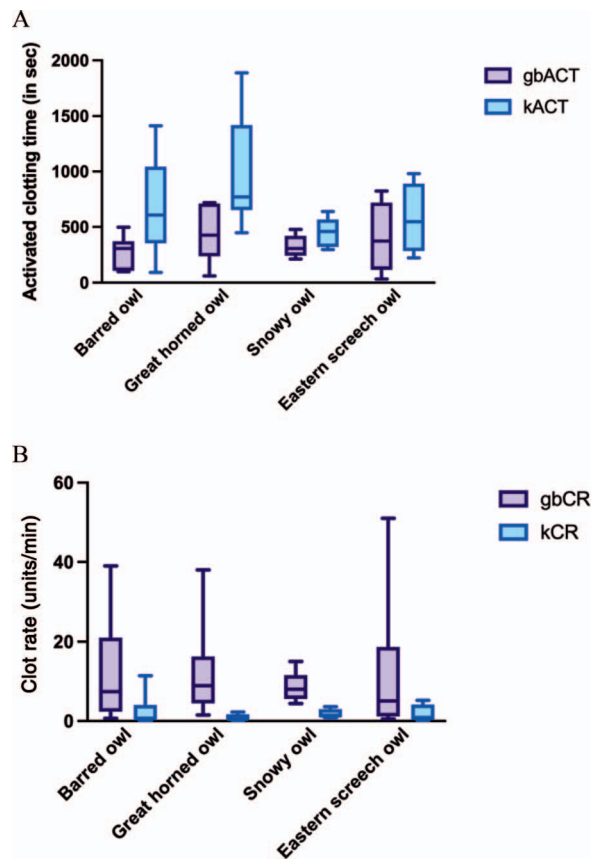 A
Activated clotting time (in sec)
2000
1500
1000
500
0
gbACT
kACT
Barred owl
Great horned owl
Snowy owl
Eastern screech owl
B
Clot rate (units/min)
60
40
20
0
gbCR
kCR
Barred owl
Great horned owl
Snowy owl
Eastern screech owl